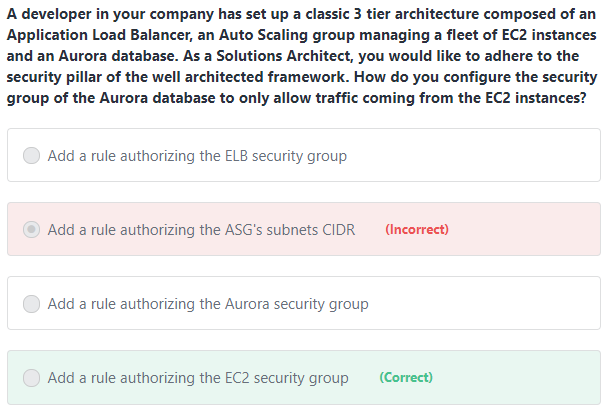 A developer in your company has set up a classic 3 tier architecture composed of an
Application Load Balancer, an Auto Scaling group managing a fleet of EC2 instances
and an Aurora database. As a Solutions Architect, you would like to adhere to the
security pillar of the well architected framework. How do you configure the security
group of the Aurora database to only allow traffic coming from the EC2 instances?
Add a rule authorizing the ELB security group
Add a rule authorizing the ASG's subnets CIDR (Incorrect)
Add a rule authorizing the Aurora security group
Add a rule authorizing the EC2 security group (Correct)